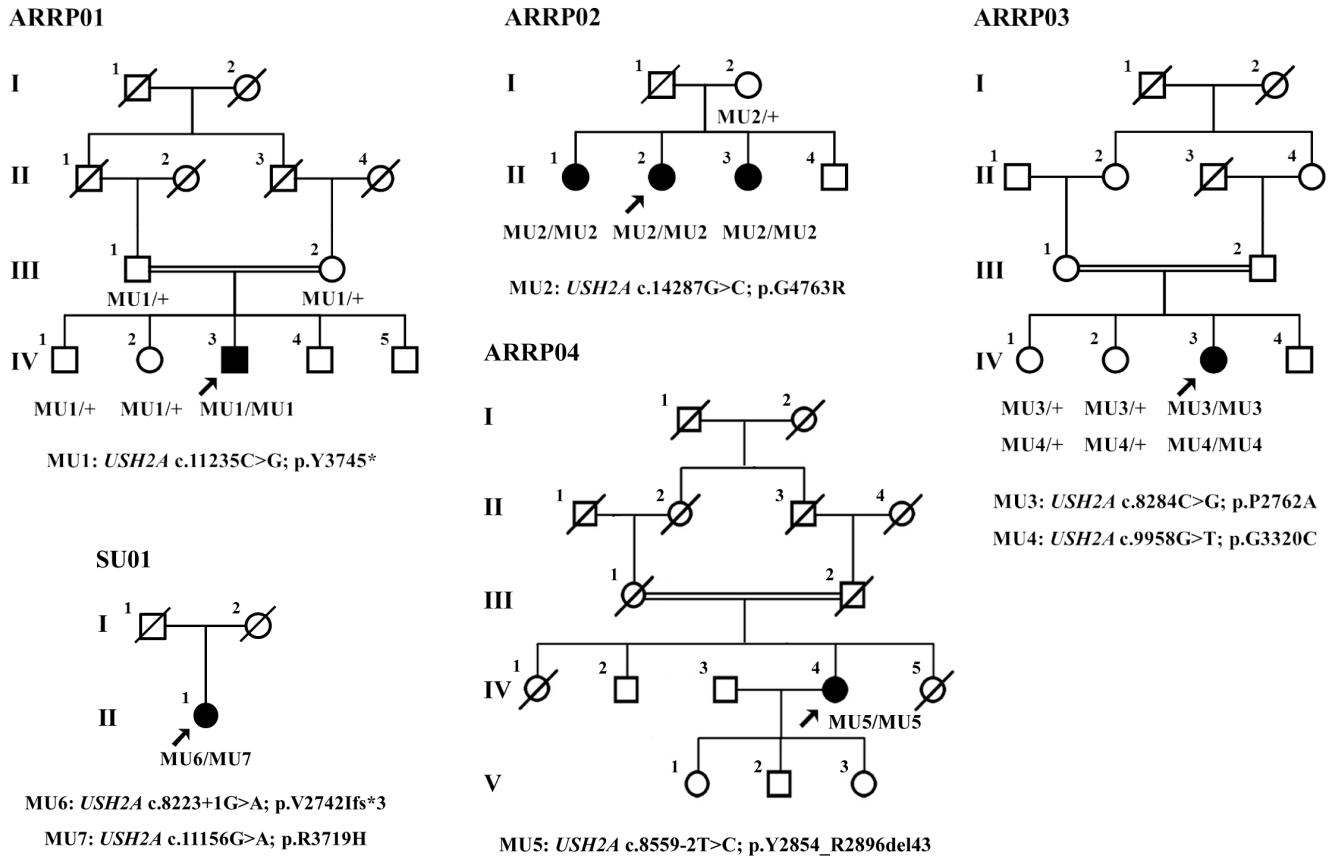 ARRP01
I
1 2
II
1 2 3 4
III
1 2
MU1/+ MU1/+
IV
1 2 3 4 5
MU1/+ MU1/+ MU1/MU1
MU1: USH2A c.11235C>G; p.Y3745*
ARRP02
I
1 2
MU2/+
II
1 2 3 4
MU2/MU2 MU2/MU2 MU2/MU2
MU2: USH2A c.14287G>C; p.G4763R
ARRP03
I
1 2
II
1 2 3 4
III
1 2
IV
1 2 3 4
MU3/+ MU3/+ MU3/MU3
MU4/+ MU4/+ MU4/MU4
MU3: USH2A c.8284C>G; p.P2762A
MU4: USH2A c.9958G>T; p.G3320C
SU01
I
1 2
II
1
MU6/MU7
MU6: USH2A c.8223+1G>A; p.V2742Ifs*3
MU7: USH2A c.11156G>A; p.R3719H
ARRP04
I
1 2
II
1 2 3 4
III
1 2
IV
1 2 3 4 5
MU5/MU5
V
1 2 3
MU5: USH2A c.8559-2T>C; p.Y2854_R2896del43